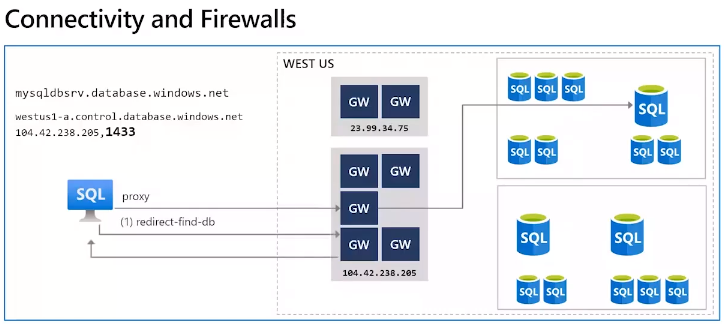 Connectivity and Firewalls
WEST US
mysqldbsrv.database.windows.net
westus1-a.control.database.windows.net
104.42.238.205,1433
GW GW
23.99.34.75
SQL SQL SQL
SQL
SQL SQL
SQL SQL
GW GW
GW
GW GW
104.42.238.205
SQL
proxy
(1) redirect-find-db
SQL
SQL
SQL SQL
SQL SQL SQL